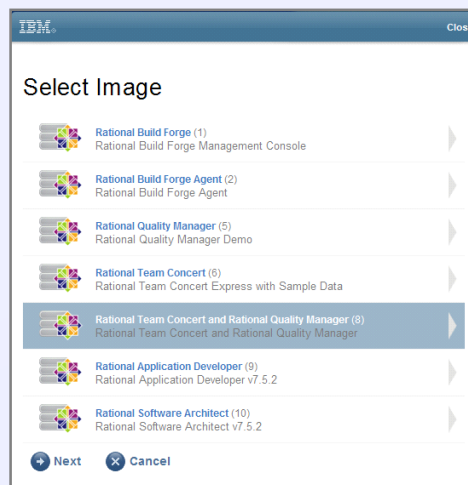 IBM®
Clos
Select Image
Rational Build Forge (1)
Rational Build Forge Management Console
Rational Build Forge Agent (2)
Rational Build Forge Agent
Rational Quality Manager (5)
Rational Quality Manager Demo
Rational Team Concert (6)
Rational Team Concert Express with Sample Data
Rational Team Concert and Rational Quality Manager (8)
Rational Team Concert and Rational Quality Manager
Rational Application Developer (9)
Rational Application Developer v7.5.2
Rational Software Architect (10)
Rational Software Architect v7.5.2
Next Cancel